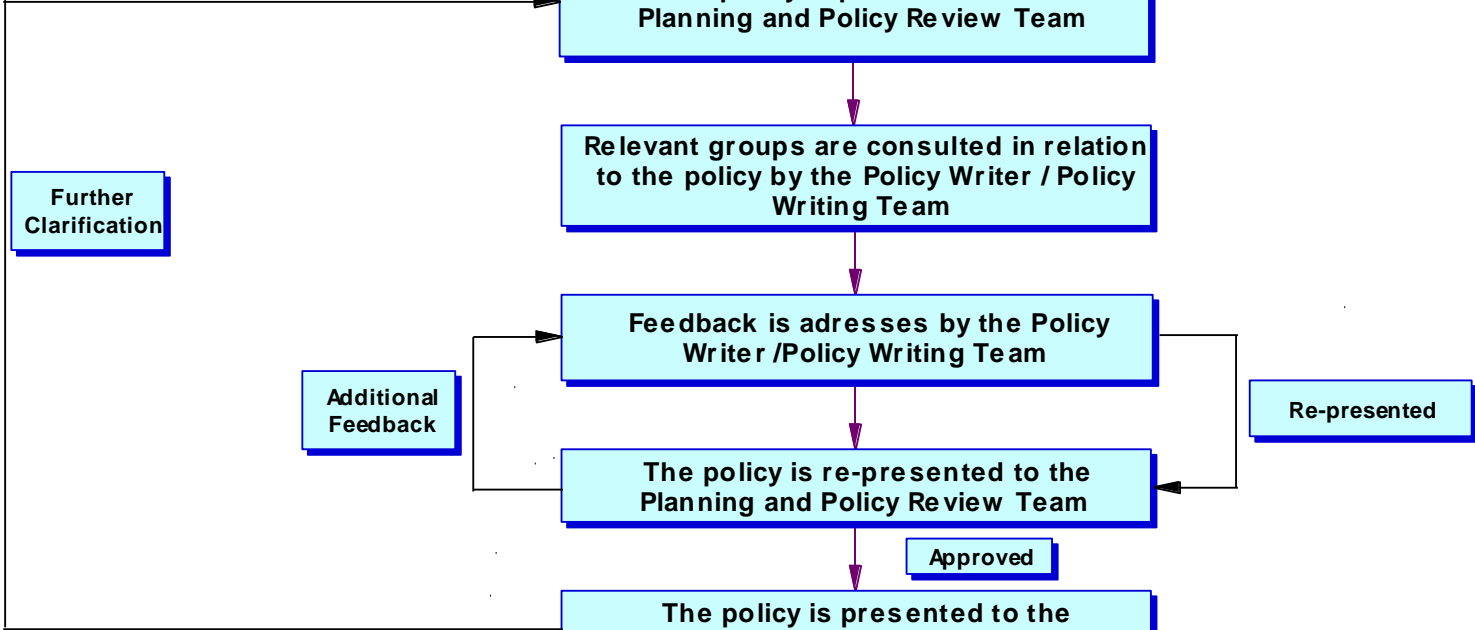 Planning and Policy Review Team
Relevant groups are consulted in relation
to the policy by the Policy Writer / Policy
Writing Team
Further
Clarification
Feedback is adresses by the Policy
Writer /Policy Writing Team
Additional
Feedback
Re-presented
The policy is re-presented to the
Planning and Policy Review Team
Approved
The policy is presented to the